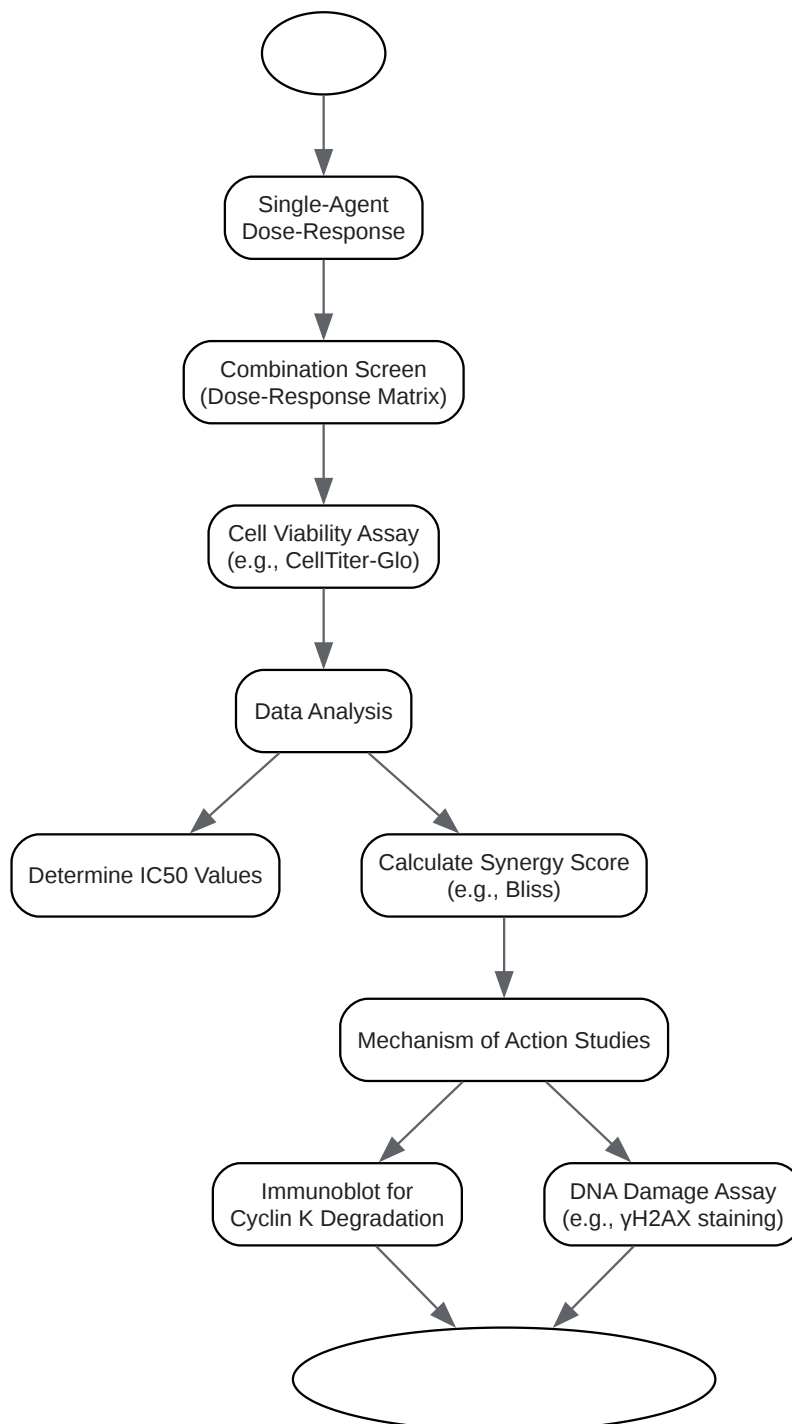 Single-Agent
Dose-Response
Combination Screen
(Dose-Response Matrix)
Cell Viability Assay
(e.g., CellTiter-Glo)
Data Analysis
Determine IC50 Values
Calculate Synergy Score
(e.g., Bliss)
Mechanism of Action Studies
Immunoblot for
Cyclin K Degradation
DNA Damage Assay
(e.g., γH2AX staining)